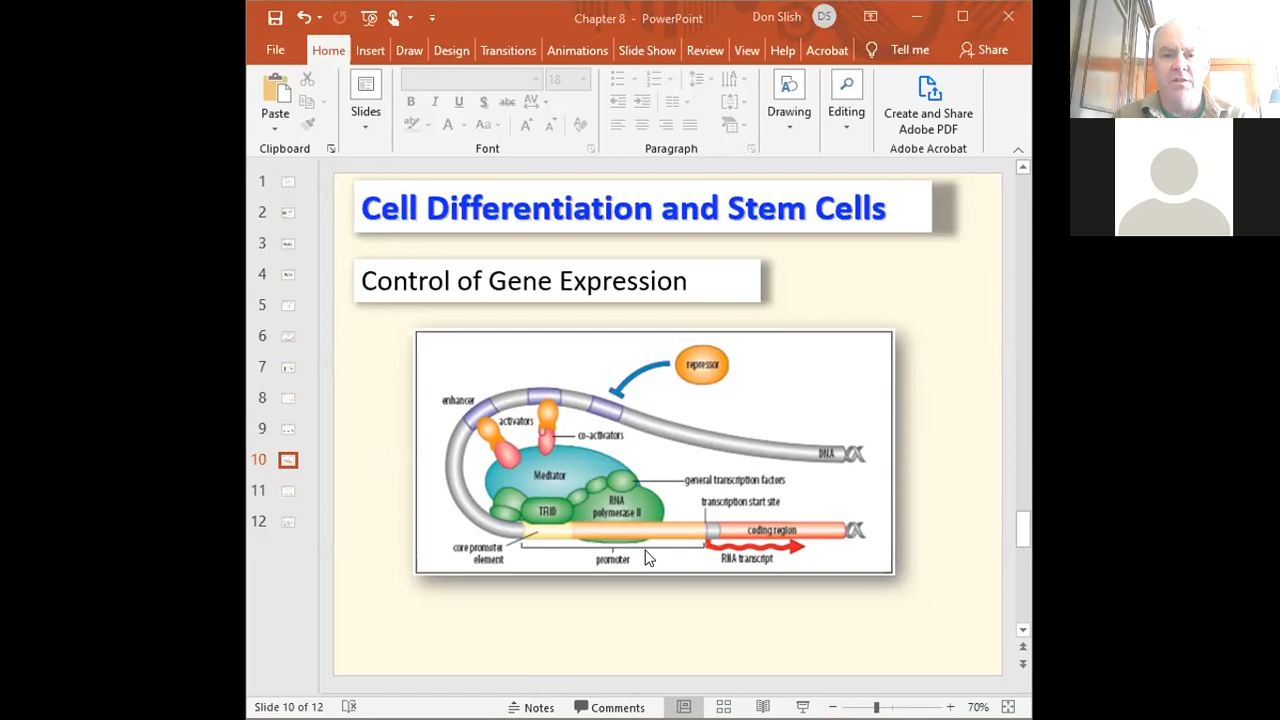 Chapter 8 - PowerPoint
Don Slish
DS
File
Home
Insert
Draw
Design
Transitions
Animations
Slide Show
Review
View
Help
Acrobat
Tell me
Share
Paste
Clipboard
B
I
U
S
abc
AV
18
A
Aa
A
A
Font
Slides
Paragraph
Drawing
Editing
Create and Share
Adobe PDF
Adobe Acrobat
1
2
3
4
5
6
7
8
9
10
11
12
Cell Differentiation and Stem Cells
Control of Gene Expression
repressor
enhancer
activators
co-activators
DNA
Mediator
general transcription factors
RNA
polymerase II
TFIID
transcription start site
coding region
core promoter
element
promoter
RNA transcript
Slide 10 of 12
Notes
Comments
70%